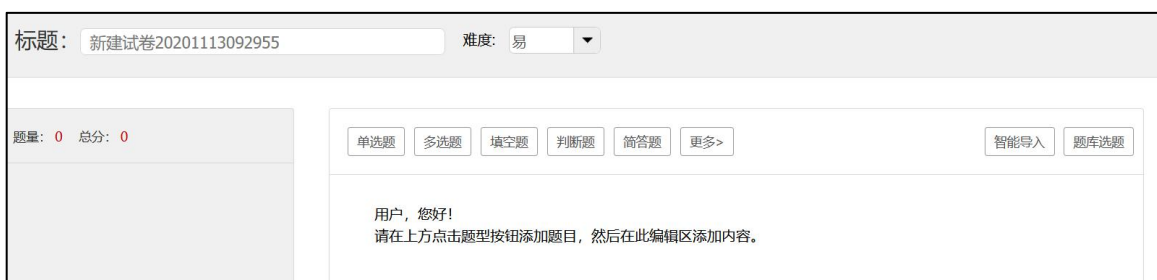 标题： 新建试卷20201113092955 难度: 易
题量： 0 总分： 0
单选题 多选题 填空题 判断题 简答题 更多> 智能导入 题库选题
用户，您好！
请在上方点击题型按钮添加题目，然后在此编辑区添加内容。